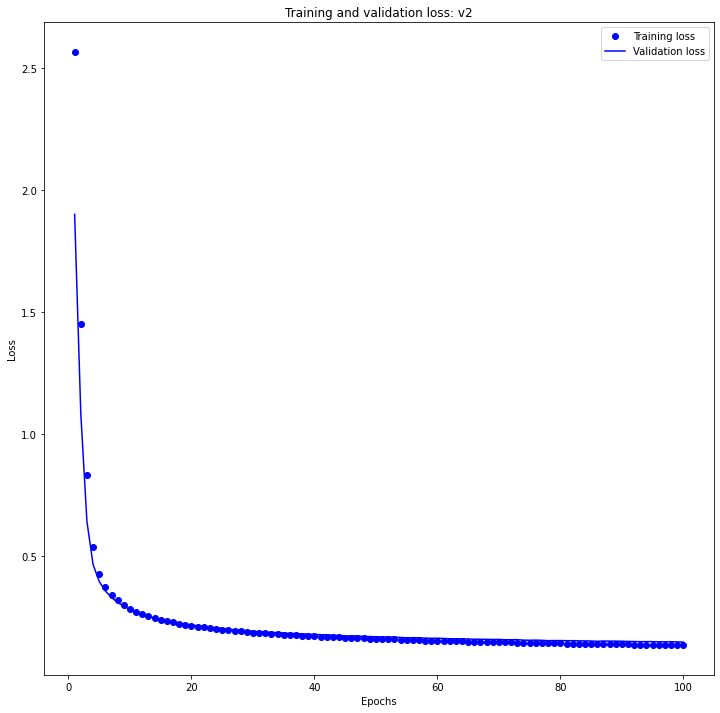 Training and validation loss: v2
Training loss
Validation loss
2.5
2.0
1.5
1.0
0.5
Loss
0 20 40 60 80 100
Epochs